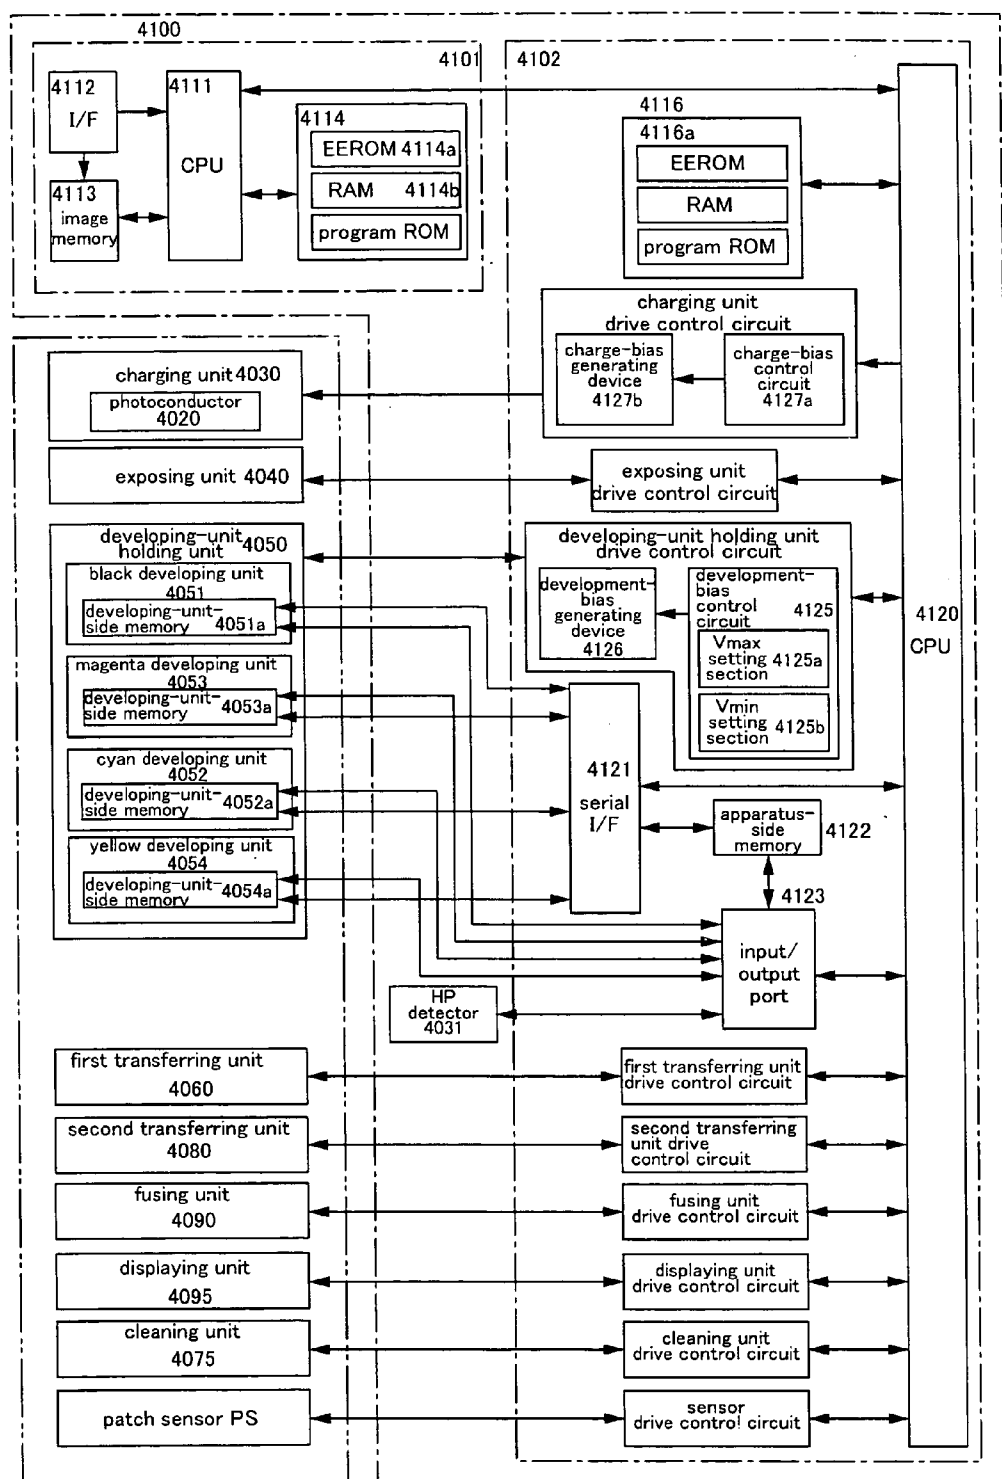 4100
4101
4102
4112
I/F
4111
CPU
4113
image
memory
4114
EEROM 4114a
RAM 4114b
program ROM
4116
4116a
EEROM
RAM
program ROM
4120
CPU
charging unit
drive control circuit
charge-bias
generating
device
4127b
charge-bias
control
circuit
4127a
charging unit 4030
photoconductor
4020
exposing unit 4040
exposing unit
drive control circuit
developing-unit
holding unit 4050
black developing unit
4051
developing-unit-
side memory 4051a
magenta developing unit
4053
developing-unit-
side memory 4053a
cyan developing unit
4052
developing-unit-
side memory 4052a
yellow developing unit
4054
developing-unit-
side memory 4054a
developing-unit holding unit
drive control circuit
development-
bias
generating
device
4126
development-
bias
control
circuit
4125
Vmax
setting
section
4125a
Vmin
setting
section
4125b
4121
serial
I/F
apparatus-
side
memory
4122
4123
input/
output
port
HP
detector
4031
first transferring unit
4060
first transferring unit
drive control circuit
second transferring unit
4080
second transferring
unit drive
control circuit
fusing unit
4090
fusing unit
drive control circuit
displaying unit
4095
displaying unit
drive control circuit
cleaning unit
4075
cleaning unit
drive control circuit
patch sensor PS
sensor
drive control circuit